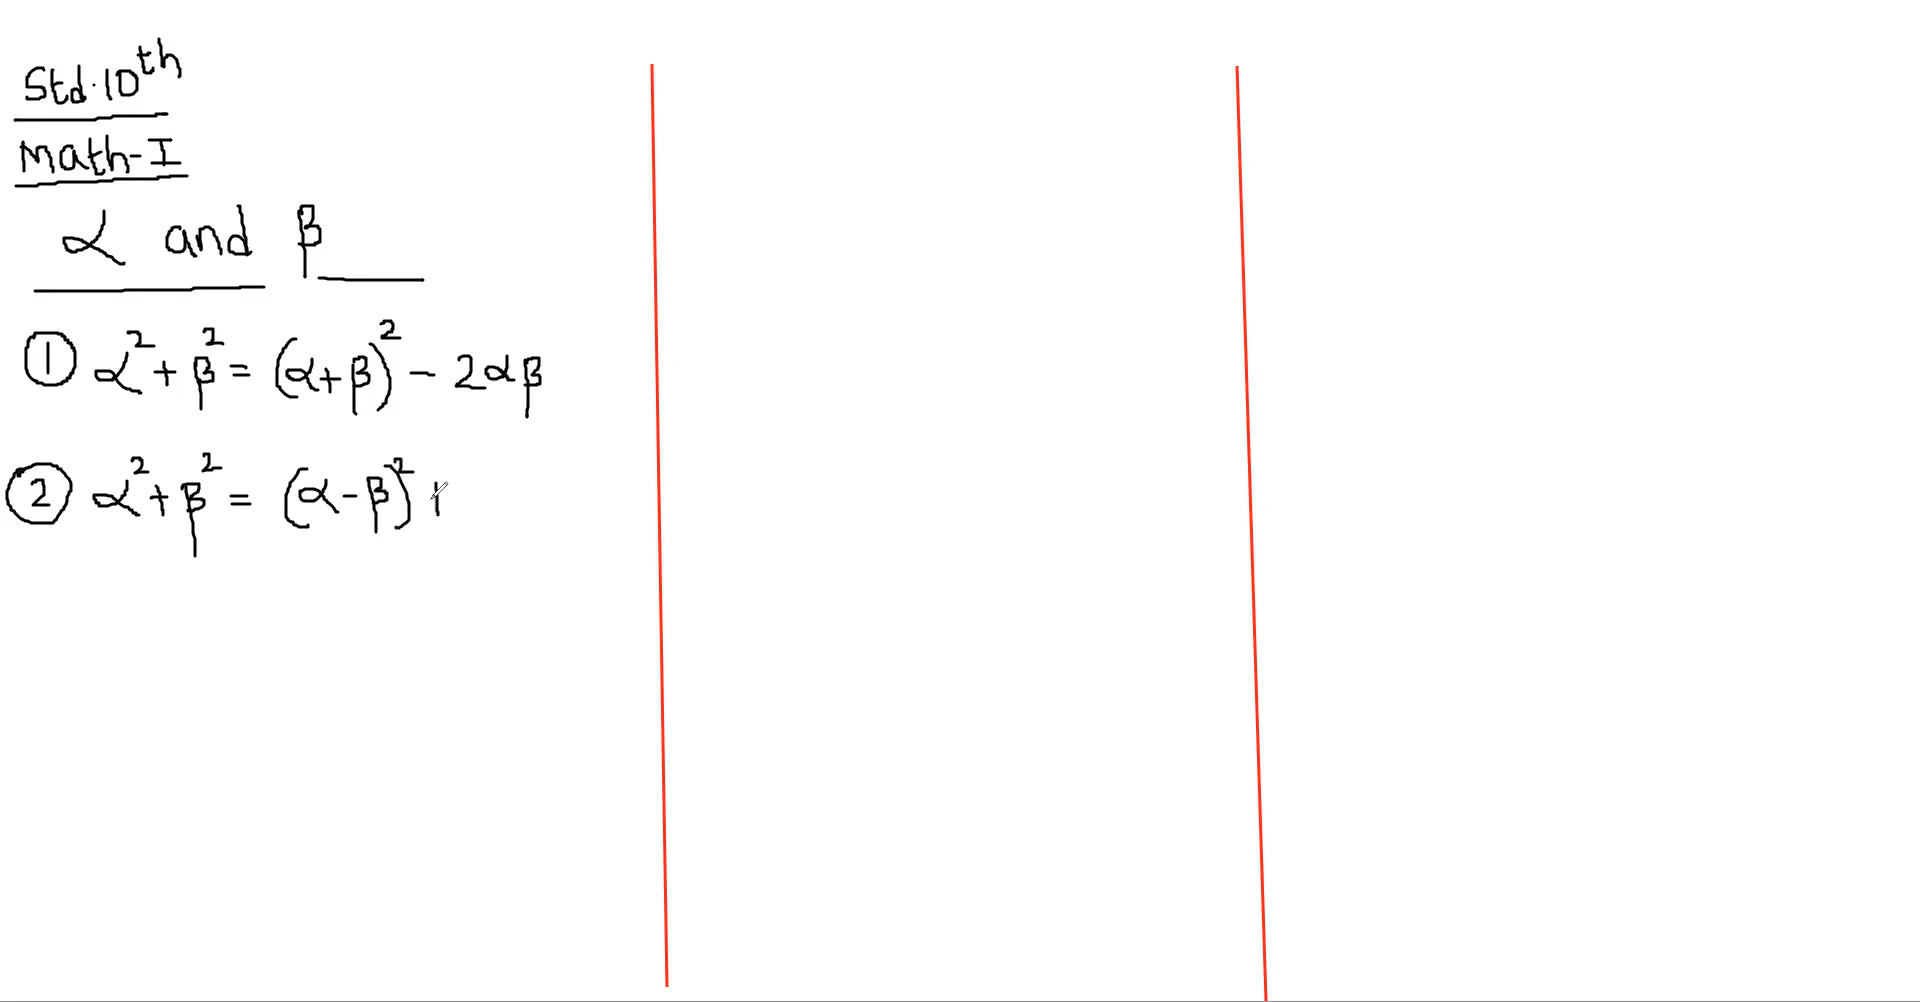 Std. 10th
Math-I
α and β
① α² + β² = (α+β)² - 2αβ
② α² + β² = (α-β)² +